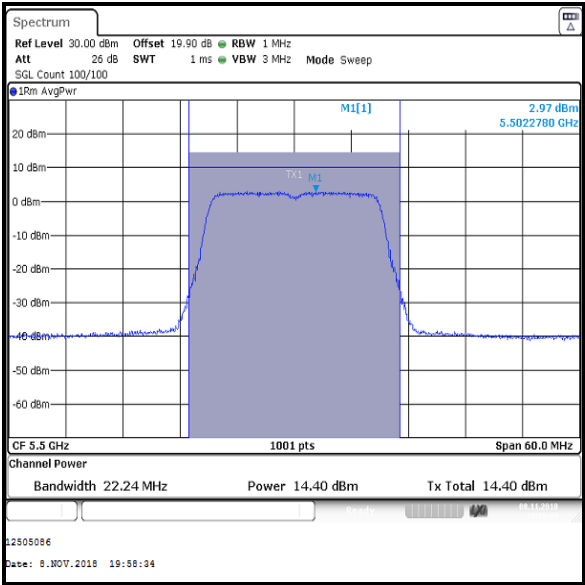 Spectrum
Ref Level 30.00 dBm Offset 19.90 dB RBW 1 MHz
Att 26 dB SWT 1 ms VBW 3 MHz Mode Sweep
SGL Count 100/100
1Rm AvgPwr
M1[1] 2.97 dBm
5.5022780 GHz
20 dBm
10 dBm
TX1 M1
0 dBm
-10 dBm
-20 dBm
-30 dBm
-40 dBm
-50 dBm
-60 dBm
CF 5.5 GHz 1001 pts Span 60.0 MHz
Channel Power
Bandwidth 22.24 MHz Power 14.40 dBm Tx Total 14.40 dBm
Ready 08.11.2018
12505086
Date: 8.NOV.2018 19:58:34